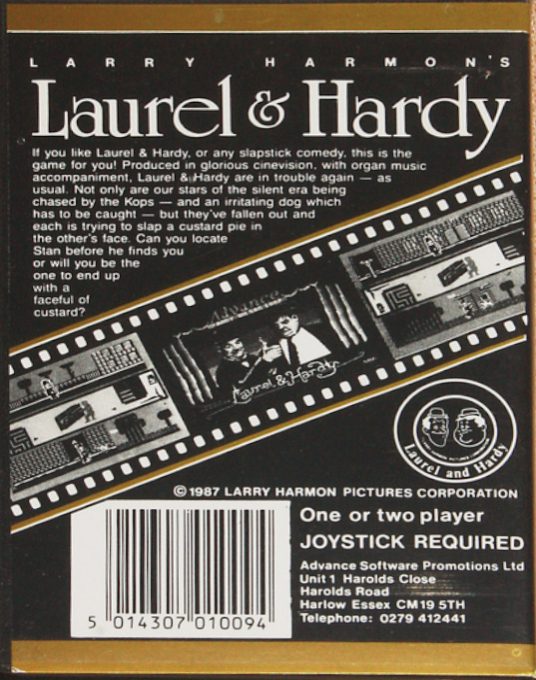 LARRY HARMON'S
Laurel & Hardy
If you like Laurel & Hardy, or any slapstick comedy, this is the
game for you! Produced in glorious cinevision, with organ music
accompaniment, Laurel & Hardy are in trouble again — as
usual. Not only are our stars of the silent era being
chased by the Kops — and an irritating dog which
has to be caught — but they've fallen out and
each is trying to slap a custard pie in
the other's face. Can you locate
Stan before he finds you
or will you be the
one to end up
with a
faceful of
custard?
Advance
Laurel & Hardy
Laurel and Hardy
© 1987 LARRY HARMON PICTURES CORPORATION
One or two player
JOYSTICK REQUIRED
Advance Software Promotions Ltd
Unit 1 Harolds Close
Harolds Road
Harlow Essex CM19 5TH
Telephone: 0279 412441
5 014307 010094